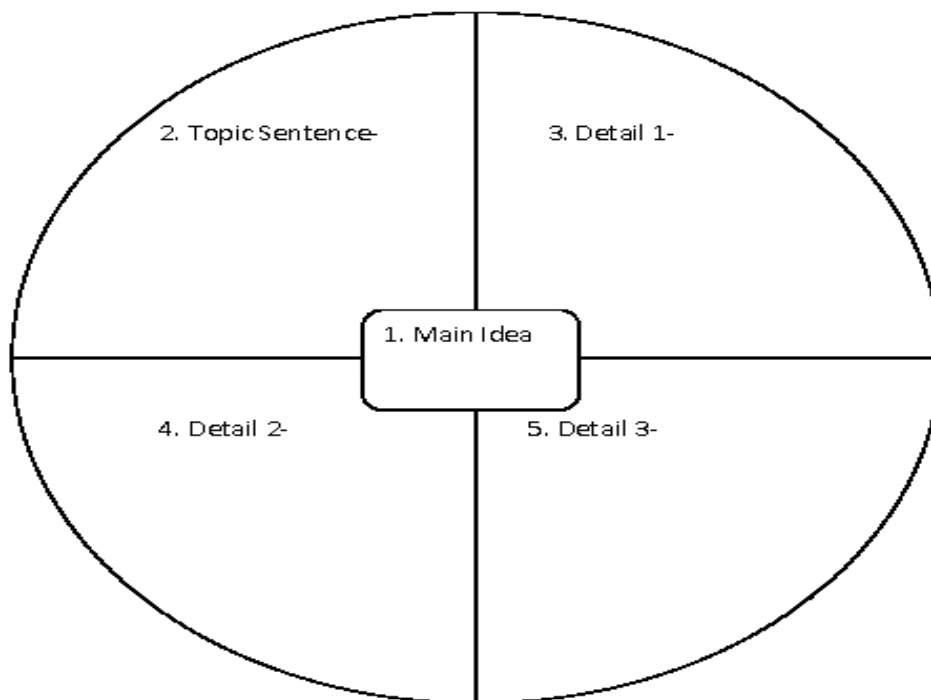 2. Topic Sentence-
3. Detail 1-
1. Main Idea
4. Detail 2-
5. Detail 3-